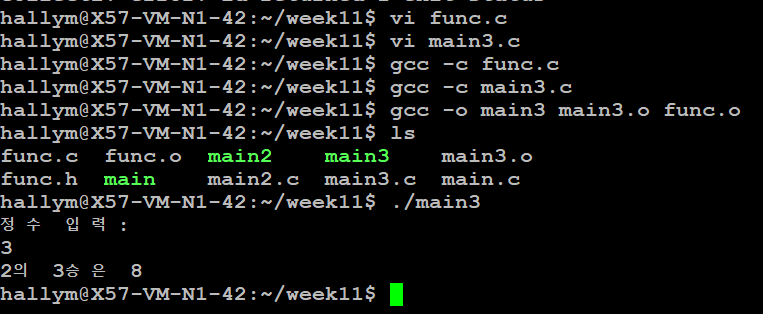 hallym@X57-VM-N1-42:~/week11$ vi func.c
hallym@X57-VM-N1-42:~/week11$ vi main3.c
hallym@X57-VM-N1-42:~/week11$ gcc -c func.c
hallym@X57-VM-N1-42:~/week11$ gcc -c main3.c
hallym@X57-VM-N1-42:~/week11$ gcc -o main3 main3.o func.o
hallym@X57-VM-N1-42:~/week11$ ls
func.c  func.o  main2    main3    main3.o
func.h  main    main2.c  main3.c  main.c
hallym@X57-VM-N1-42:~/week11$ ./main3
정수 입력 :
3
2의 3승은 8
hallym@X57-VM-N1-42:~/week11$